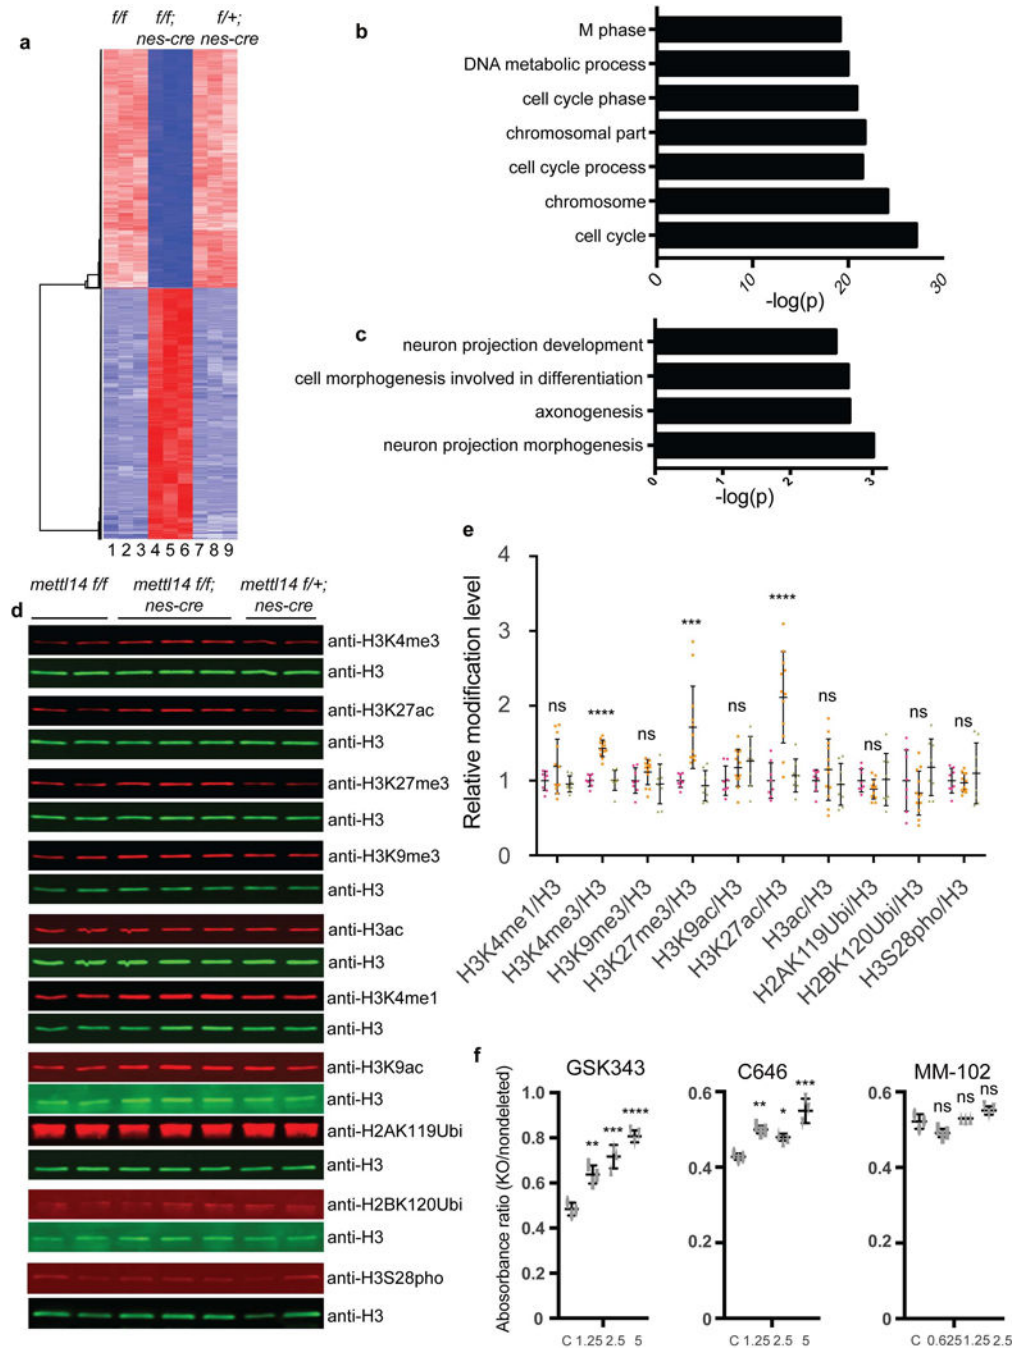 a
f/f
f/f;
nes-cre
f/+;
nes-cre
1 2 3 4 5 6 7 8 9
b
M phase
DNA metabolic process
cell cycle phase
chromosomal part
cell cycle process
chromosome
cell cycle
0 10 20 30
-log(p)
c
neuron projection development
cell morphogenesis involved in differentiation
axonogenesis
neuron projection morphogenesis
0 1 2 3
-log(p)
d
mettl14 f/f
mettl14 f/f;
nes-cre
mettl14 f/+;
nes-cre
anti-H3K4me3
anti-H3
anti-H3K27ac
anti-H3
anti-H3K27me3
anti-H3
anti-H3K9me3
anti-H3
anti-H3ac
anti-H3
anti-H3K4me1
anti-H3
anti-H3K9ac
anti-H3
anti-H2AK119Ubi
anti-H3
anti-H2BK120Ubi
anti-H3
anti-H3S28pho
anti-H3
e
Relative modification level
4
3
2
1
0
ns **** ns *** ns **** ns ns ns ns
H3K4me1/H3
H3K4me3/H3
H3K9me3/H3
H3K27me3/H3
H3K9ac/H3
H3K27ac/H3
H3ac/H3
H2AK119Ubi/H3
H2BK120Ubi/H3
H3S28pho/H3
f
Abosorbance ratio (KO/nondeleted)
GSK343
1.0
0.8
0.6
0.4
0.2
0
** *** ****
C 1.25 2.5 5
C646
0.6
0.4
0.2
0
** * ***
C 1.25 2.5 5
MM-102
0.6
0.4
0.2
0
ns ns ns
C 0.625 1.25 2.5